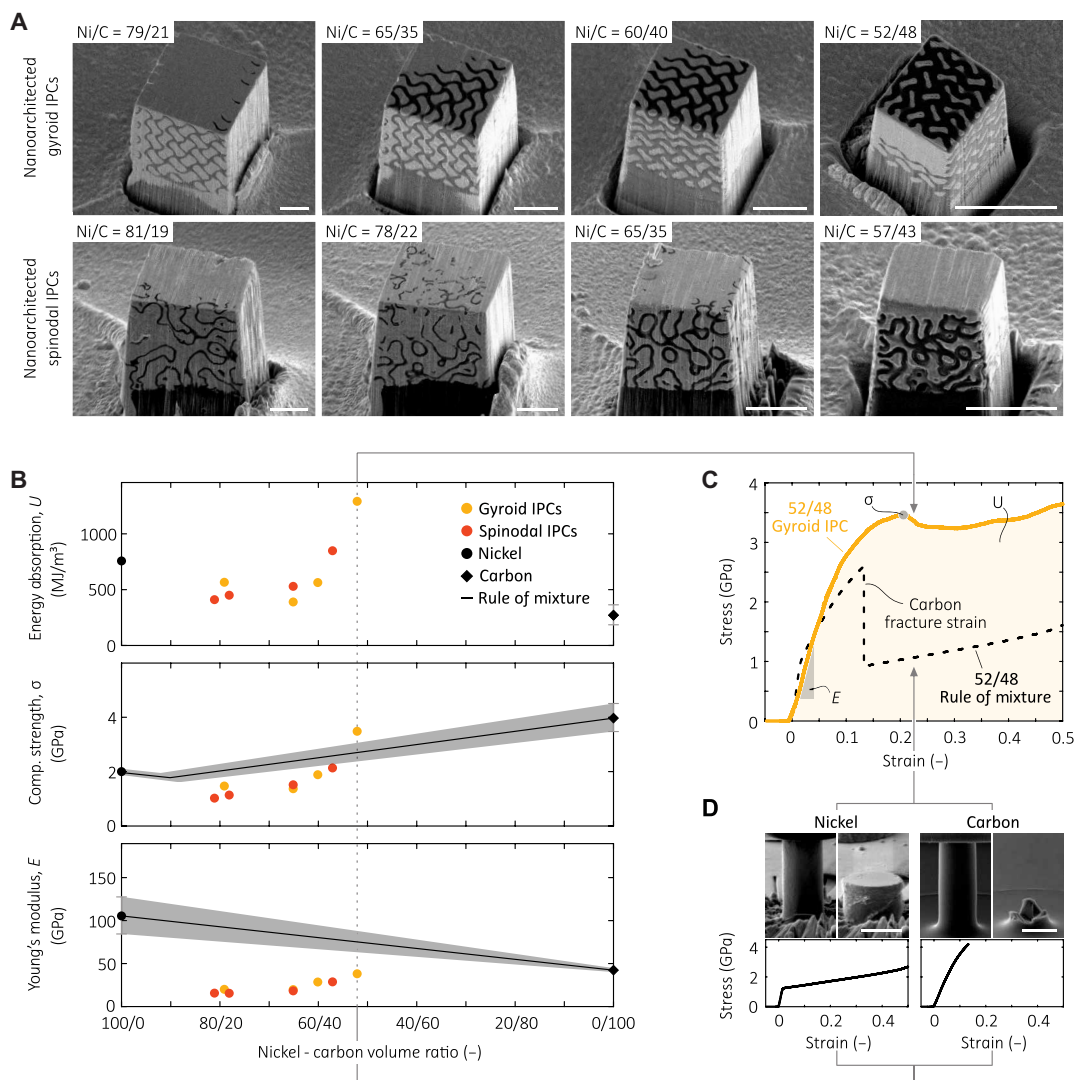 A
Nanoarchitected
gyroid IPCs
Ni/C = 79/21
Ni/C = 65/35
Ni/C = 60/40
Ni/C = 52/48
Nanoarchitected
spinodal IPCs
Ni/C = 81/19
Ni/C = 78/22
Ni/C = 65/35
Ni/C = 57/43
B
Energy absorption, U
(MJ/m³)
1000
500
0
Gyroid IPCs
Spinodal IPCs
Nickel
Carbon
Rule of mixture
Comp. strength, σ
(GPa)
4
2
0
Young's modulus, E
(GPa)
150
100
50
0
100/0
80/20
60/40
40/60
20/80
0/100
Nickel - carbon volume ratio (–)
C
Stress (GPa)
4
3
2
1
0
52/48
Gyroid IPC
σ
U
Carbon
fracture strain
E
52/48
Rule of mixture
0
0.1
0.2
0.3
0.4
0.5
Strain (–)
D
Nickel
Carbon
Stress (GPa)
4
2
0
0
0.2
0.4
Strain (–)
0
0.2
0.4
Strain (–)